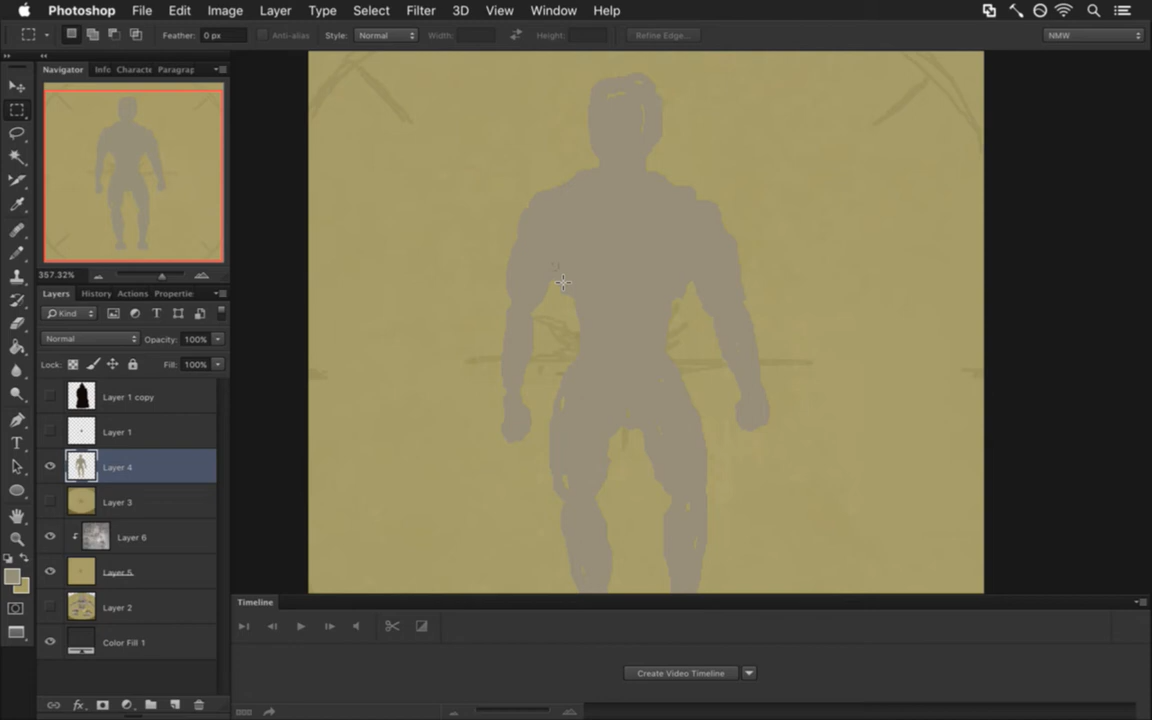 Photoshop File Edit Image Layer Type Select Filter 3D View Window Help
Feather: 0 px Anti-alias Style: Normal Width: Height: Refine Edge... NMW
Navigator Info Characte Paragrap
357.32%
Layers History Actions Propertie
Kind
Normal Opacity: 100%
Lock: Fill: 100%
Layer 1 copy
Layer 1
Layer 4
Layer 3
Layer 6
Layer 5
Layer 2
Color Fill 1
Timeline
Create Video Timeline
fx